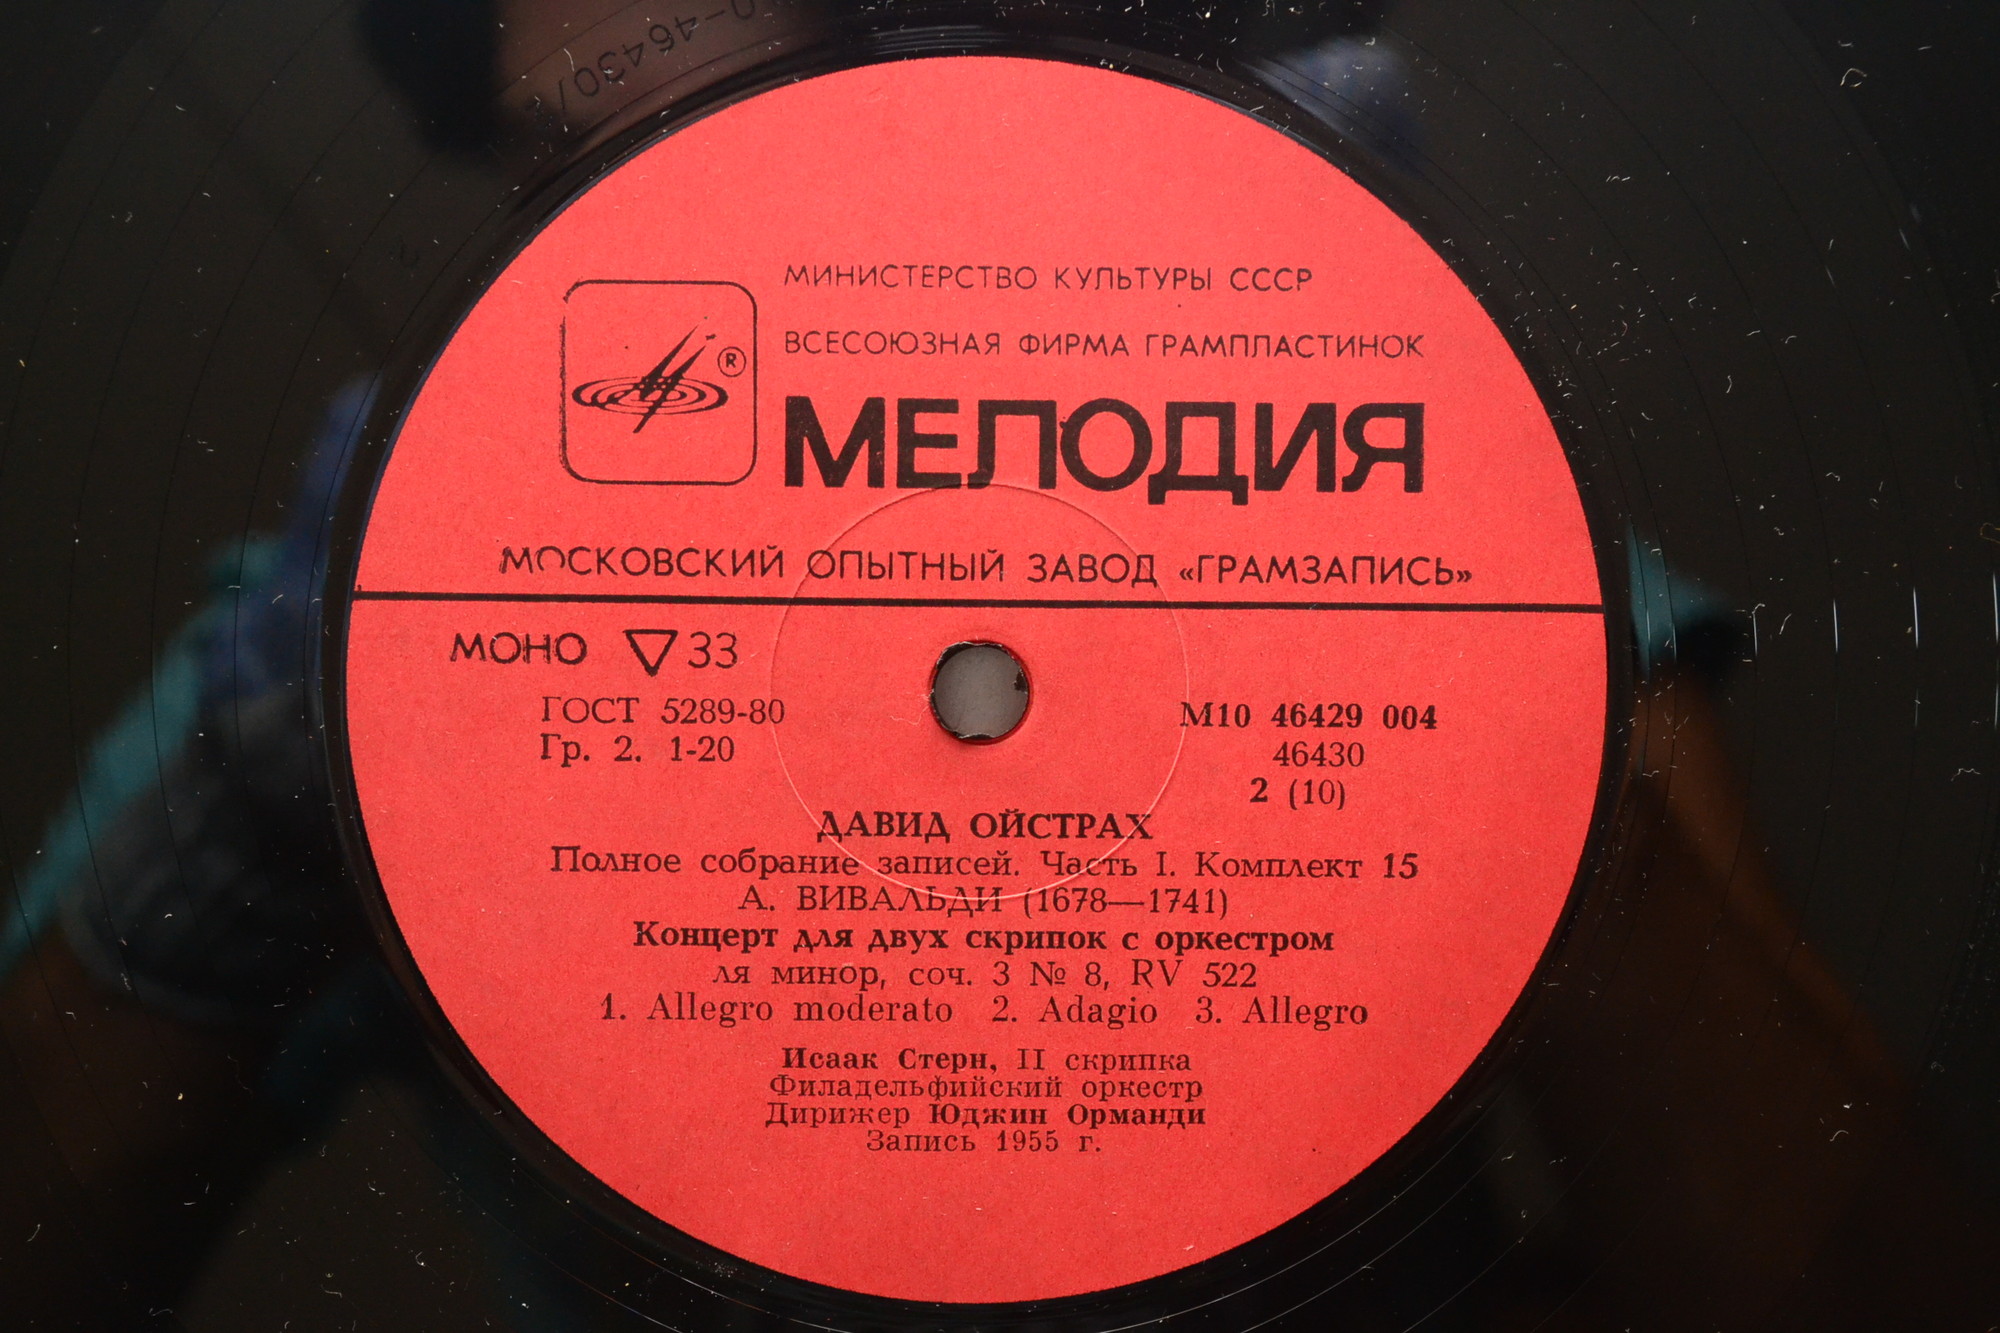 0-46430/
МИНИСТЕРСТВО КУЛЬТУРЫ СССР
ВСЕСОЮЗНАЯ ФИРМА ГРАМПЛАСТИНОК
®
МЕЛОДИЯ
МОСКОВСКИЙ ОПЫТНЫЙ ЗАВОД «ГРАМЗАПИСЬ»
МОНО ▽ 33
ГОСТ 5289-80
Гр. 2. 1-20
М10 46429 004
46430
2 (10)
ДАВИД ОЙСТРАХ
Полное собрание записей. Часть I. Комплект 15
А. ВИВАЛЬДИ (1678—1741)
Концерт для двух скрипок с оркестром
ля минор, соч. 3 № 8, RV 522
1. Allegro moderato 2. Adagio 3. Allegro
Исаак Стерн, II скрипка
Филадельфийский оркестр
Дирижер Юджин Орманди
Запись 1955 г.